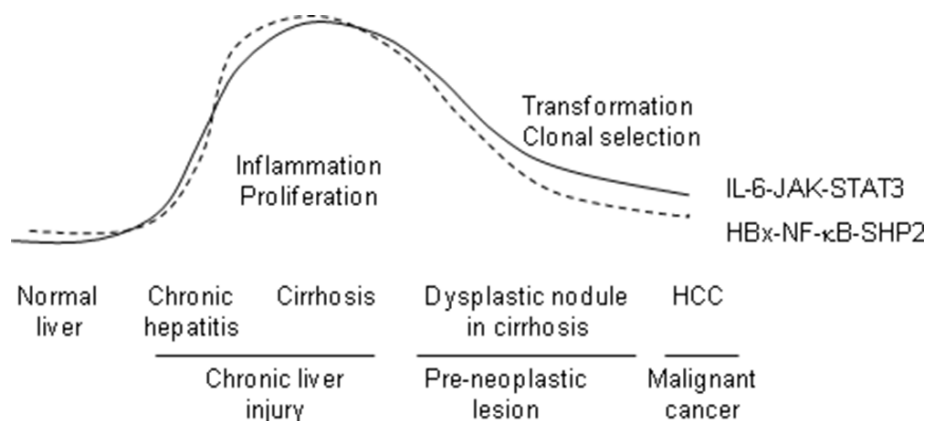 Transformation
Clonal selection
Inflammation
Proliferation
IL-6-JAK-STAT3
HBx-NF-κB-SHP2
Normal
liver
Chronic
hepatitis
Cirrhosis
Dysplastic nodule
in cirrhosis
HCC
Chronic liver
injury
Pre-neoplastic
lesion
Malignant
cancer